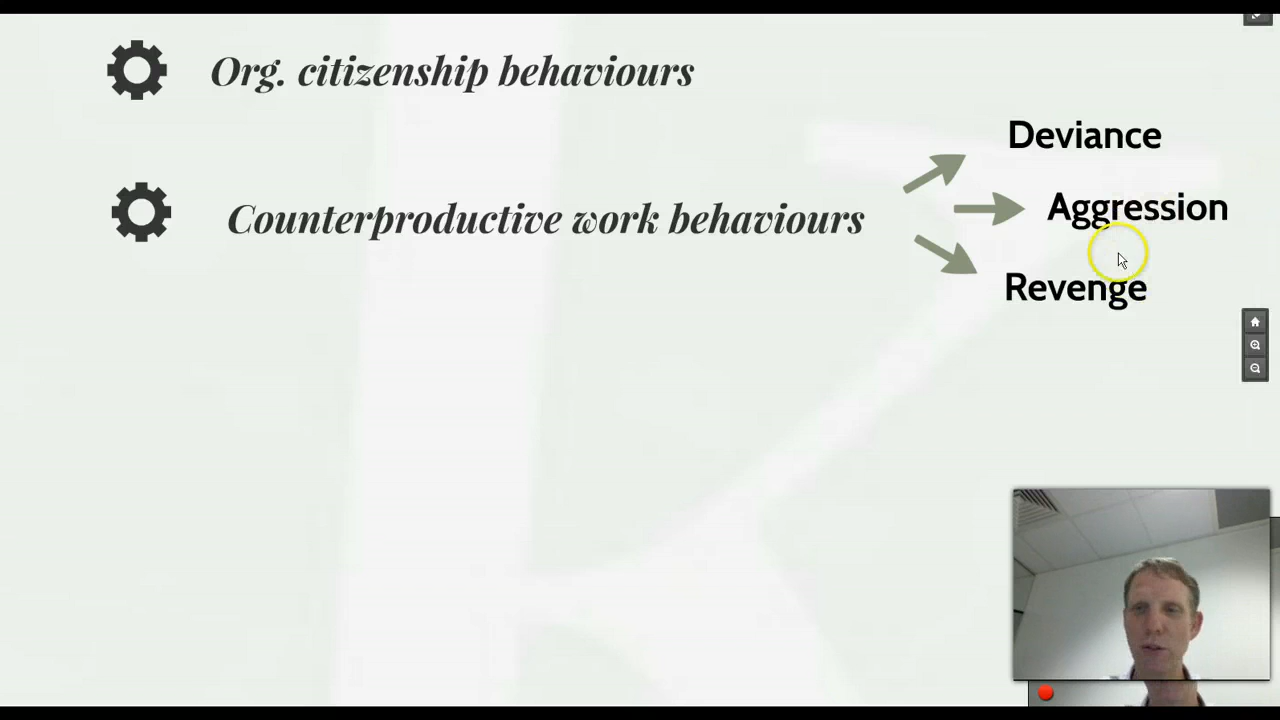 Org. citizenship behaviours
Deviance
Counterproductive work behaviours
Aggression
Revenge